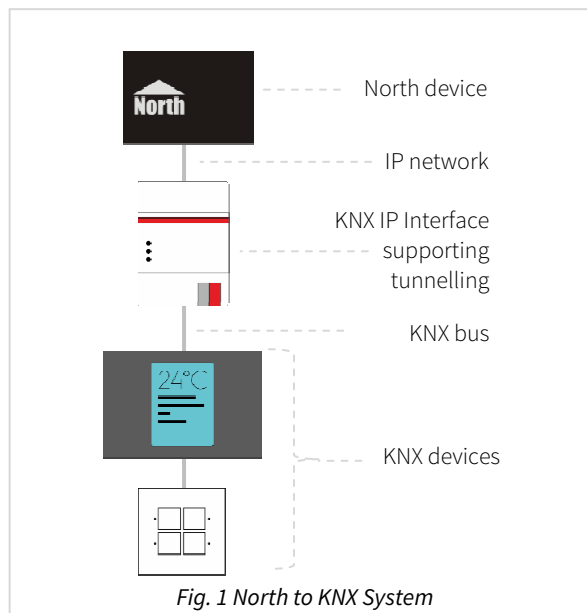 North
North device
IP network
KNX IP Interface
supporting
tunnelling
KNX bus
24°C
KNX devices
Fig. 1 North to KNX System